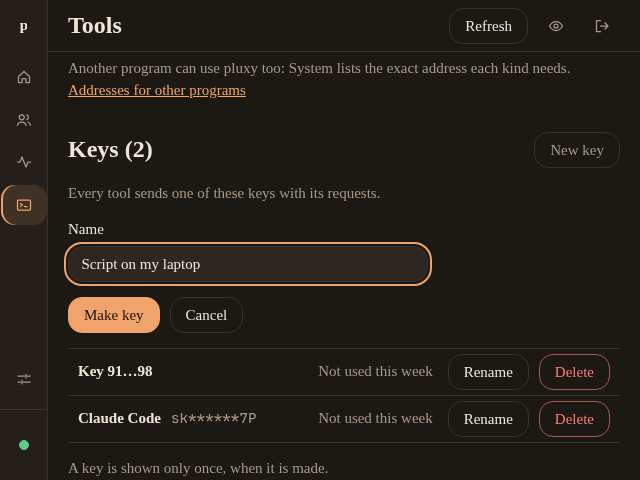 p
Tools
Refresh
Another program can use pluxy too: System lists the exact address each kind needs.
Addresses for other programs
Keys (2)
New key
Every tool sends one of these keys with its requests.
Name
Script on my laptop
Make key
Cancel
Key 91…98
Not used this week
Rename
Delete
Claude Code sk******7P
Not used this week
Rename
Delete
A key is shown only once, when it is made.